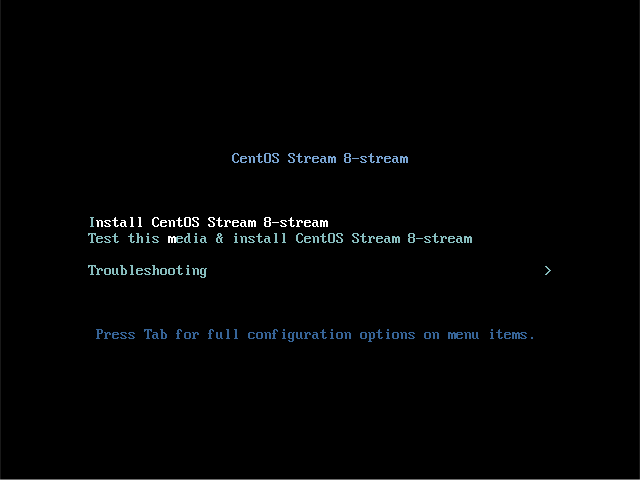 CentOS Stream 8-stream
Install CentOS Stream 8-stream
Test this media & install CentOS Stream 8-stream
Troubleshooting >
Press Tab for full configuration options on menu items.